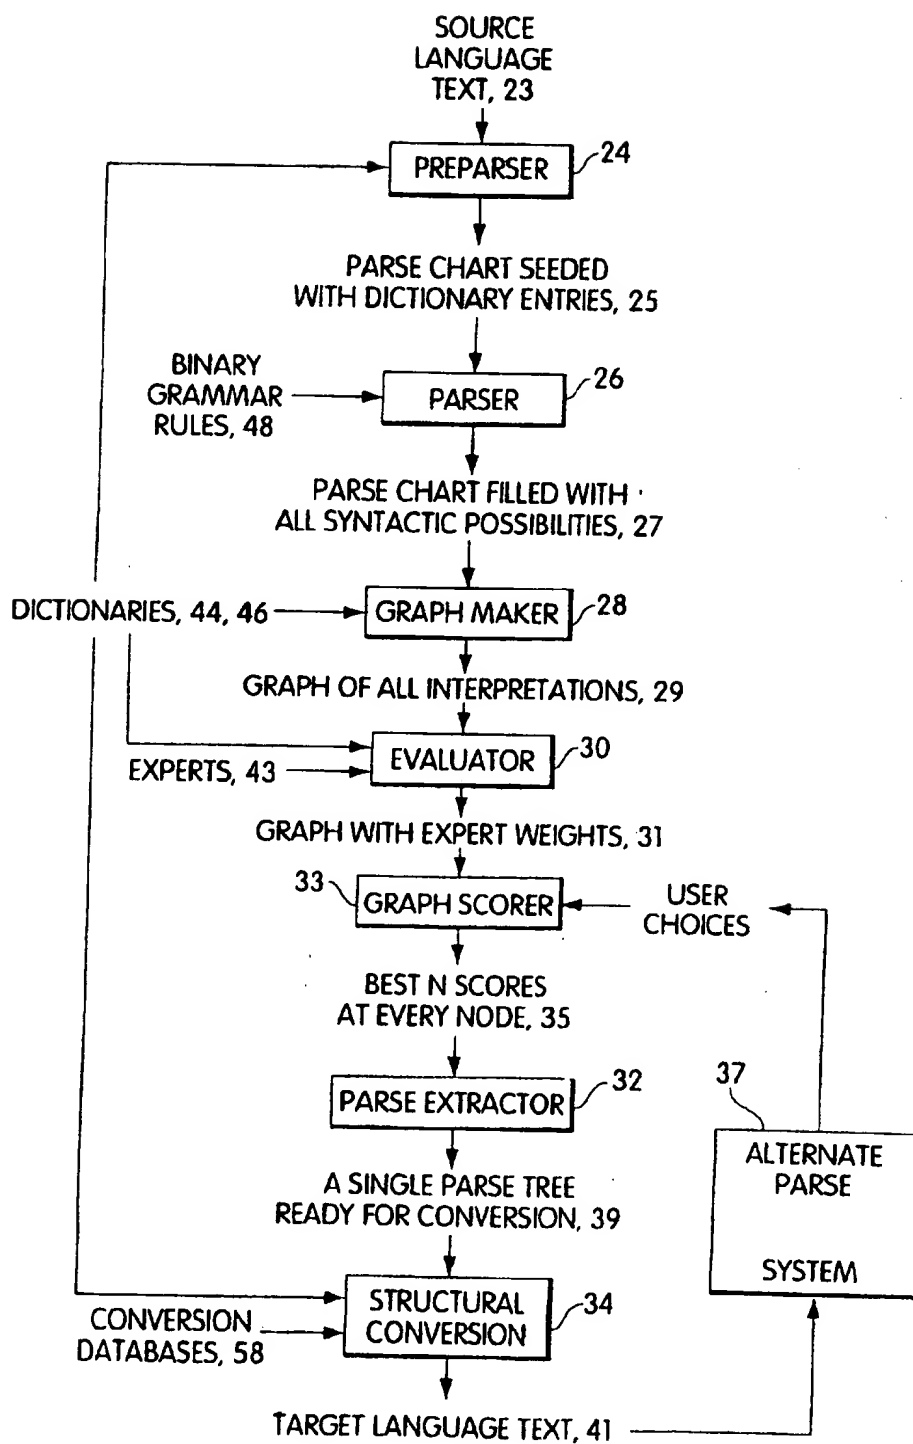 SOURCE
LANGUAGE
TEXT, 23
24
PREPARSER
PARSE CHART SEEDED
WITH DICTIONARY ENTRIES, 25
BINARY
GRAMMAR
RULES, 48
26
PARSER
PARSE CHART FILLED WITH
ALL SYNTACTIC POSSIBILITIES, 27
DICTIONARIES, 44, 46
GRAPH MAKER
28
GRAPH OF ALL INTERPRETATIONS, 29
30
EVALUATOR
EXPERTS, 43
GRAPH WITH EXPERT WEIGHTS, 31
33
GRAPH SCORER
USER
CHOICES
BEST N SCORES
AT EVERY NODE, 35
32
PARSE EXTRACTOR
37
ALTERNATE
PARSE
SYSTEM
A SINGLE PARSE TREE
READY FOR CONVERSION, 39
STRUCTURAL
CONVERSION
34
CONVERSION
DATABASES, 58
TARGET LANGUAGE TEXT, 41